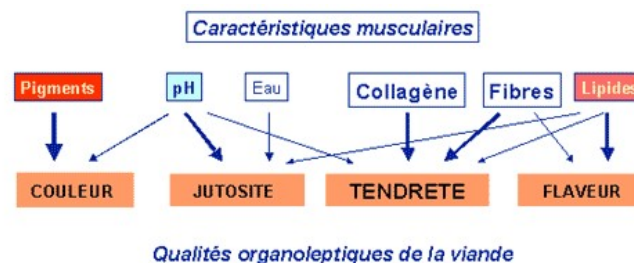 Caractéristiques musculaires
Pigments pH Eau Collagène Fibres Lipides
COULEUR JUTOSITE TENDRETE FLAVEUR
Qualités organoleptiques de la viande